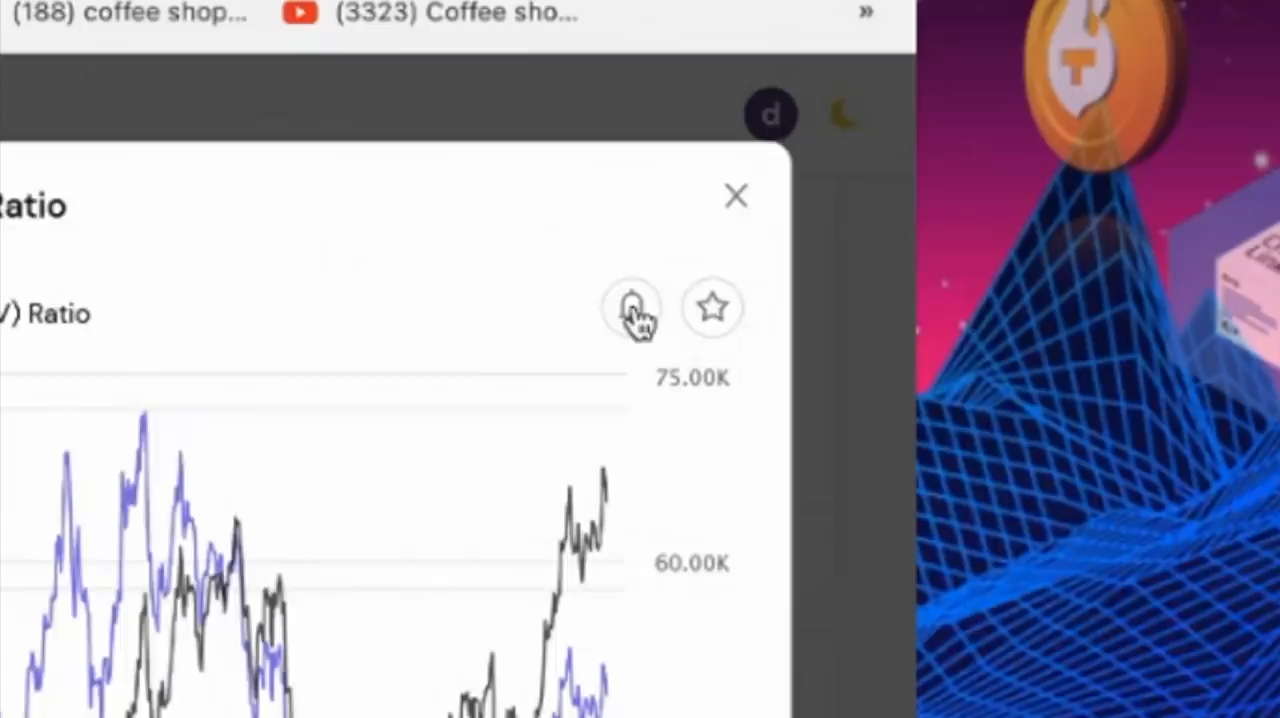 (188) coffee shop...
(3323) Coffee sho...
»
d
Ratio
V) Ratio
75.00K
60.00K
T